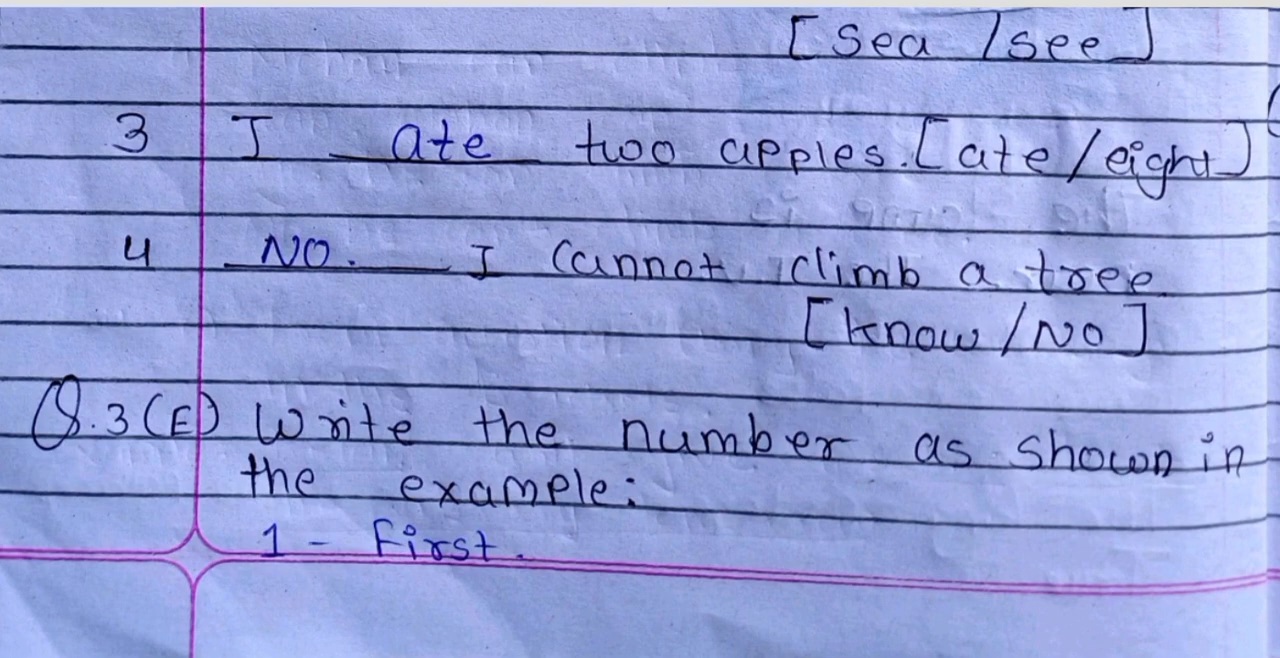 [sea / see]
3 I ate two apples. [ate / eight]
4 NO. I cannot climb a tree
[know / NO]
Q.3 (E) Write the number as shown in
the example:
1 - First.